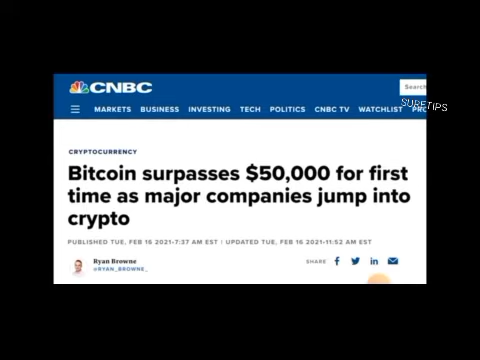 CNBC
Search
SURETIPS
MARKETS BUSINESS INVESTING TECH POLITICS CNBC TV WATCHLIST PRO
CRYPTOCURRENCY
Bitcoin surpasses $50,000 for first
time as major companies jump into
crypto
PUBLISHED TUE, FEB 16 2021-7:37 AM EST | UPDATED TUE, FEB 16 2021-11:52 AM EST
Ryan Browne
@RYAN_BROWNE_
SHARE